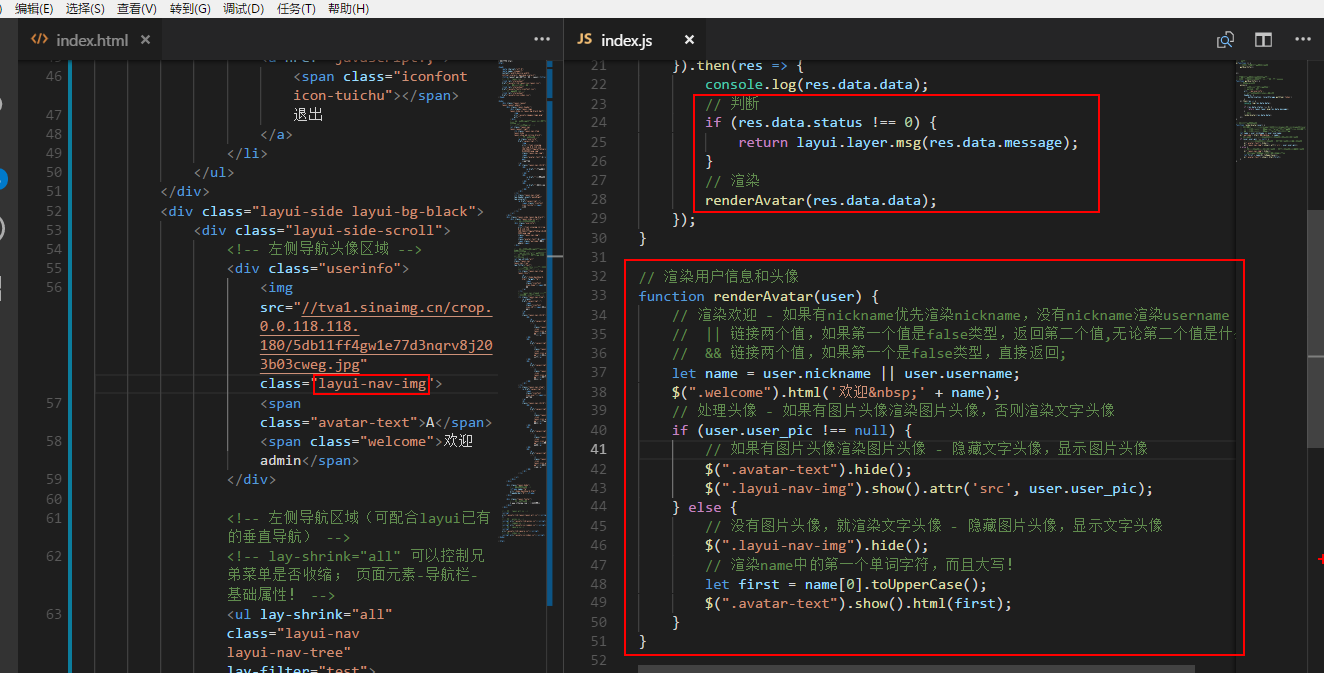 编辑(E) 选择(S) 查看(V) 转到(G) 调试(D) 任务(T) 帮助(H)
index.html ×
46 <span class="iconfont
icon-tuichu"></span>
47 退出
48 </a>
49 </li>
50 </ul>
51 </div>
52 <div class="layui-side layui-bg-black">
53 <div class="layui-side-scroll">
54 <!-- 左侧导航头像区域 -->
55 <div class="userinfo">
56 <img
src="//tva1.sinaimg.cn/crop.
0.0.118.118.
180/5db11ff4gw1e77d3nqrv8j20
3b03cweg.jpg"
class="layui-nav-img">
57 <span
class="avatar-text">A</span>
58 <span class="welcome">欢迎
admin</span>
59 </div>
60
61 <!-- 左侧导航区域（可配合layui已有
的垂直导航） -->
62 <!-- lay-shrink="all" 可以控制兄
弟菜单是否收缩； 页面元素-导航栏-
基础属性! -->
63 <ul lay-shrink="all"
class="layui-nav
layui-nav-tree"
lay-filter="test">
JS index.js ×
21 }).then(res => {
22 console.log(res.data.data);
23 // 判断
24 if (res.data.status !== 0) {
25 return layui.layer.msg(res.data.message);
26 }
27 // 渲染
28 renderAvatar(res.data.data);
29 });
30 }
31
32 // 渲染用户信息和头像
33 function renderAvatar(user) {
34 // 渲染欢迎 - 如果有nickname优先渲染nickname，没有nickname渲染username
35 // || 链接两个值，如果第一个值是false类型，返回第二个值,无论第二个值是什
36 // && 链接两个值，如果第一个是false类型，直接返回;
37 let name = user.nickname || user.username;
38 $(".welcome").html('欢迎&nbsp;' + name);
39 // 处理头像 - 如果有图片头像渲染图片头像，否则渲染文字头像
40 if (user.user_pic !== null) {
41 // 如果有图片头像渲染图片头像 - 隐藏文字头像，显示图片头像
42 $(".avatar-text").hide();
43 $(".layui-nav-img").show().attr('src', user.user_pic);
44 } else {
45 // 没有图片头像，就渲染文字头像 - 隐藏图片头像，显示文字头像
46 $(".layui-nav-img").hide();
47 // 渲染name中的第一个单词字符，而且大写!
48 let first = name[0].toUpperCase();
49 $(".avatar-text").show().html(first);
50 }
51 }
52